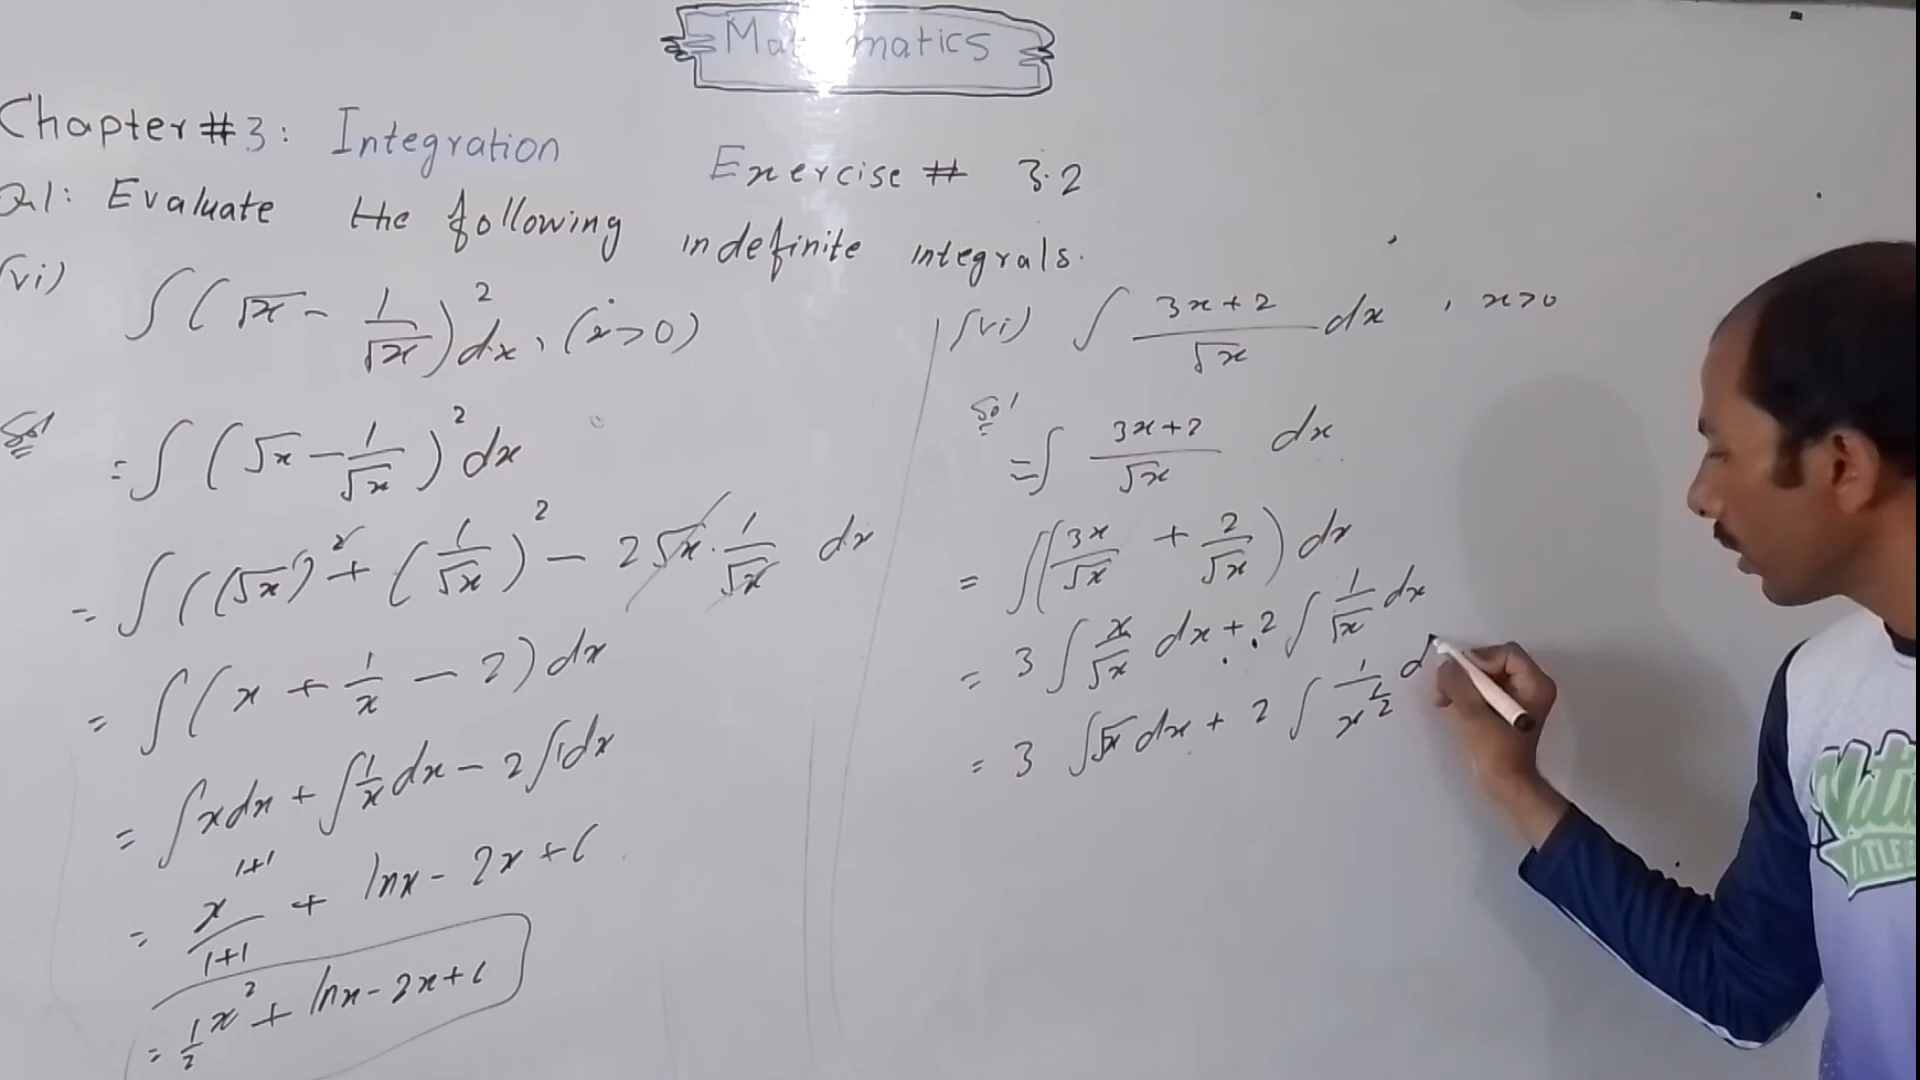 Mathematics
Chapter # 3: Integration
Exercise # 3.2
Q1: Evaluate the following indefinite integrals.
(vi) ∫ (√x - 1/√x)² dx, (x>0)
Sol
= ∫ (√x - 1/√x)² dx
= ∫ ((√x)² + (1/√x)² - 2√x · 1/√x dx
= ∫ (x + 1/x - 2) dx
= ∫ x dx + ∫ 1/x dx - 2∫1dx
= x^(1+1)/(1+1) + lnx - 2x + c
= 1/2 x² + lnx - 2x + c
(vi) ∫ (3x+2)/√x dx , x>0
Sol
= ∫ (3x+2)/√x dx
= ∫ (3x/√x + 2/√x) dx
= 3 ∫ x/√x dx + 2 ∫ 1/√x dx
= 3 ∫√x dx + 2 ∫ 1/x^(1/2) d